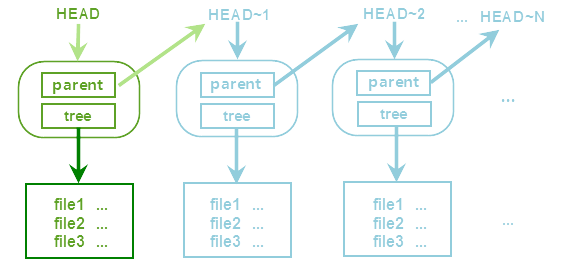 HEAD HEAD~1 HEAD~2 ... HEAD~N
parent parent parent
tree tree tree ...
file1 ... file1 ... file1 ...
file2 ... file2 ... file2 ... ...
file3 ... file3 ... file3 ...